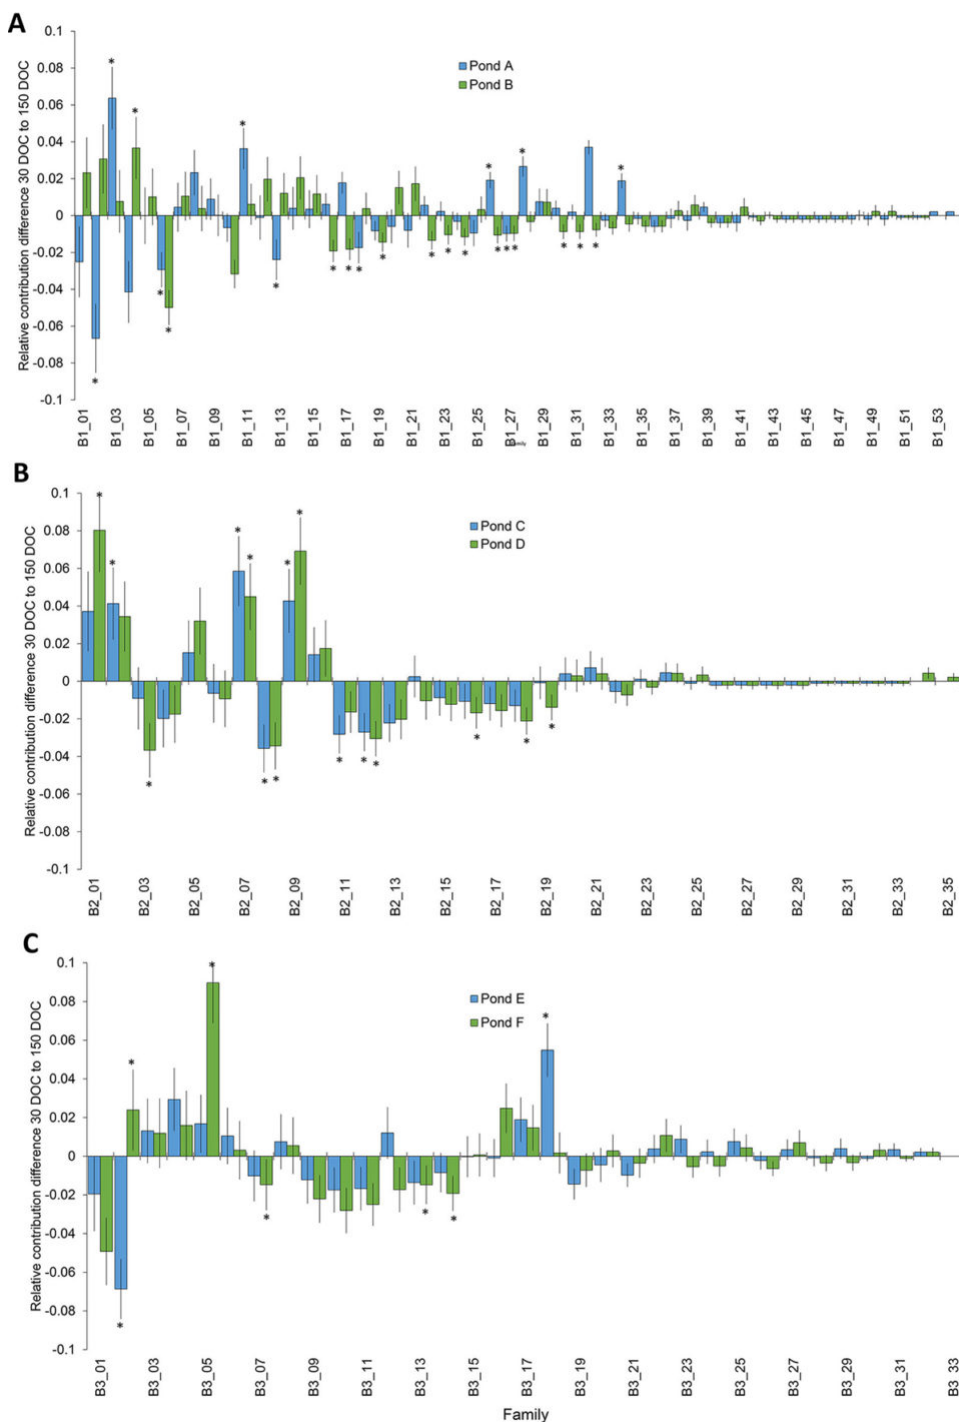 A
Relative contribution difference 30 DOC to 150 DOC
0.1
0.08
0.06
0.04
0.02
0
-0.02
-0.04
-0.06
-0.08
-0.1
Pond A
Pond B
B1_01
B1_03
B1_05
B1_07
B1_09
B1_11
B1_13
B1_15
B1_17
B1_19
B1_21
B1_23
B1_25
B1_27
B1_29
B1_31
B1_33
B1_35
B1_37
B1_39
B1_41
B1_43
B1_45
B1_47
B1_49
B1_51
B1_53
Family
B
Relative contribution difference 30 DOC to 150 DOC
0.1
0.08
0.06
0.04
0.02
0
-0.02
-0.04
-0.06
-0.08
-0.1
Pond C
Pond D
B2_01
B2_03
B2_05
B2_07
B2_09
B2_11
B2_13
B2_15
B2_17
B2_19
B2_21
B2_23
B2_25
B2_27
B2_29
B2_31
B2_33
B2_35
C
Relative contribution difference 30 DOC to 150 DOC
0.1
0.08
0.06
0.04
0.02
0
-0.02
-0.04
-0.06
-0.08
-0.1
Pond E
Pond F
B3_01
B3_03
B3_05
B3_07
B3_09
B3_11
B3_13
B3_15
B3_17
B3_19
B3_21
B3_23
B3_25
B3_27
B3_29
B3_31
B3_33
Family